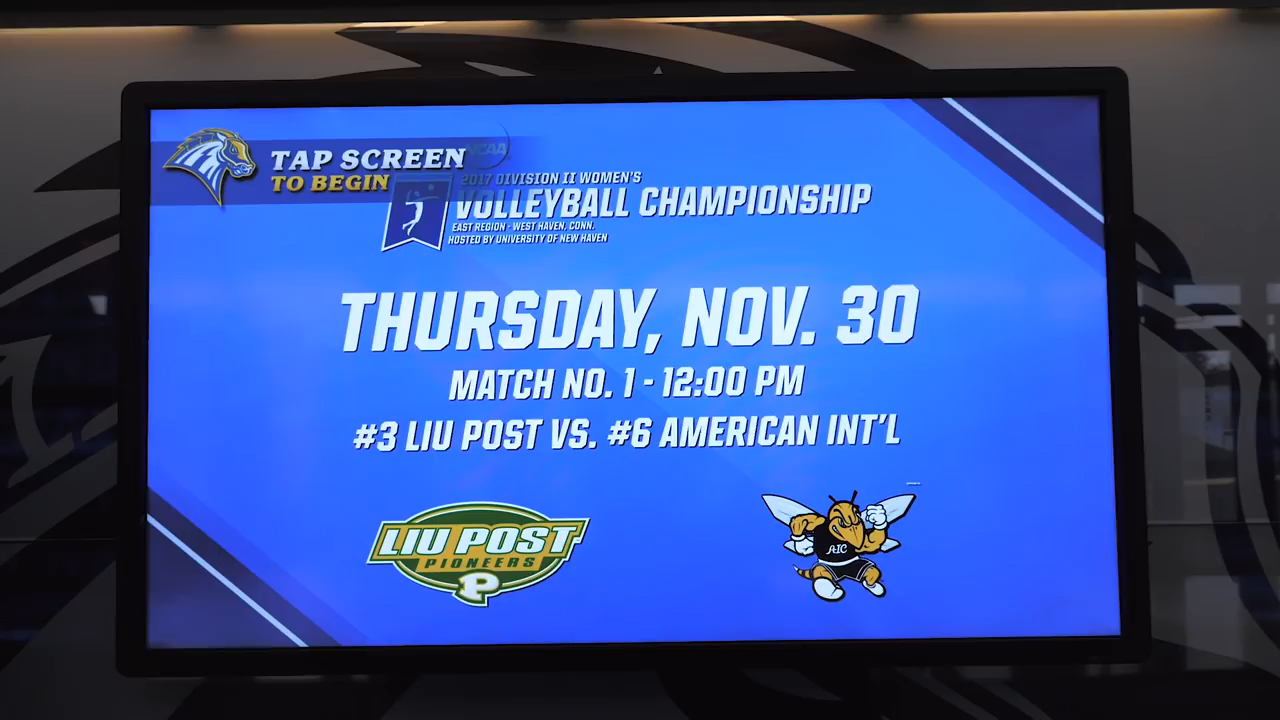 TAP SCREEN
TO BEGIN
NCAA
2017 DIVISION II WOMEN'S
VOLLEYBALL CHAMPIONSHIP
EAST REGION - WEST HAVEN, CONN.
HOSTED BY UNIVERSITY OF NEW HAVEN
THURSDAY, NOV. 30
MATCH NO. 1 - 12:00 PM
#3 LIU POST VS. #6 AMERICAN INT'L
LIU POST
PIONEERS
P
AIC